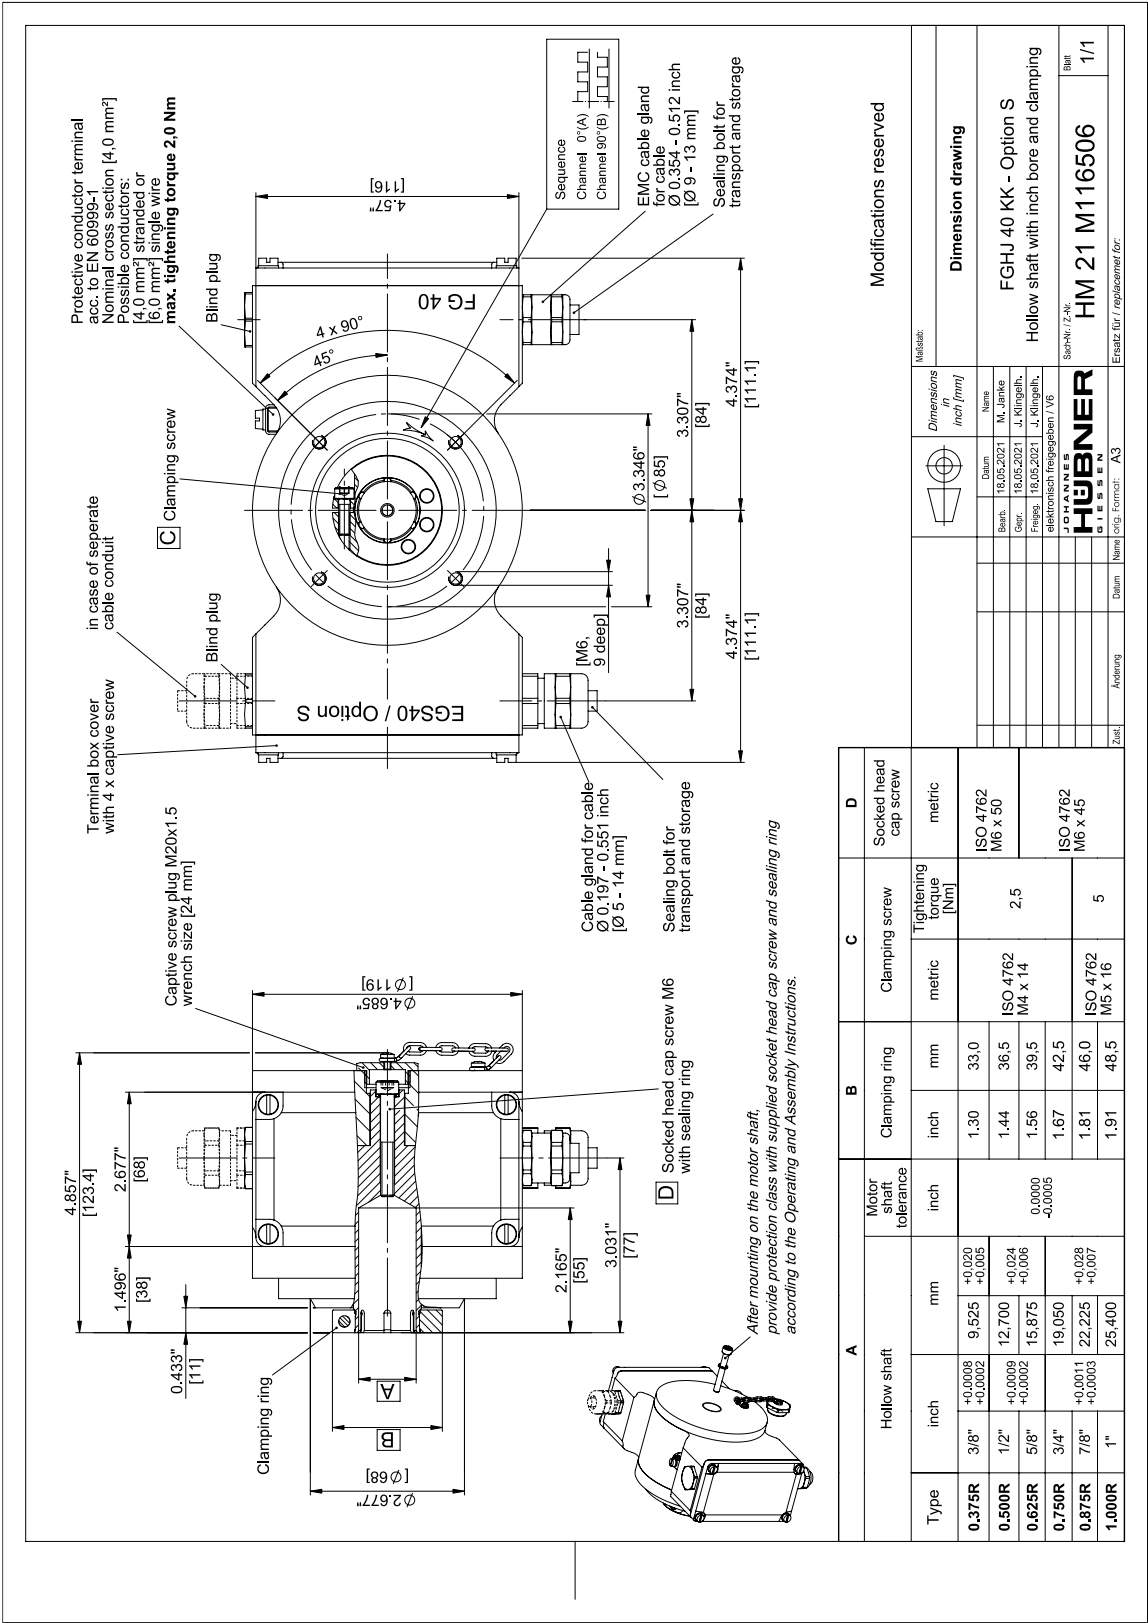 4.857"
[123.4]
1.496"
[38]
2.677"
[68]
0.433"
[11]
Clamping ring
Captive screw plug M20x1.5
wrench size [24 mm]
Ø2.677"
[Ø68]
B
A
Ø4.685"
[Ø119]
2.165"
[55]
3.031"
[77]
D
Socked head cap screw M6
with sealing ring
Terminal box cover
with 4 x captive screw
in case of seperate
cable conduit
Blind plug
C
Clamping screw
Protective conductor terminal
acc. to EN 60999-1
Nominal cross section [4,0 mm²]
Possible conductors:
[4,0 mm²] stranded or
[6,0 mm²] single wire
max. tightening torque 2,0 Nm
Blind plug
EGS40 / Option S
FG 40
4 x 90°
45°
4.57"
[116]
Sequence
Channel 0°(A)
Channel 90°(B)
[M6,
9 deep]
Ø3.346"
[Ø85]
3.307"
[84]
3.307"
[84]
4.374"
[111.1]
4.374"
[111.1]
Cable gland for cable
Ø 0.197 - 0.551 inch
[Ø 5 - 14 mm]
Sealing bolt for
transport and storage
EMC cable gland
for cable
Ø 0.354 - 0.512 inch
[Ø 9 - 13 mm]
Sealing bolt for
transport and storage
After mounting on the motor shaft,
provide protection class with supplied socket head cap screw and sealing ring
according to the Operating and Assembly Instructions.
Modifications reserved
A B C D
Hollow shaft Motor shaft tolerance Clamping ring Clamping screw Socked head cap screw
Type inch mm inch inch mm metric Tightening torque [Nm] metric
0.375R 3/8" +0.0008 +0.0002 9,525 +0,020 +0,005 0.0000 -0.0005 1.30 33,0 ISO 4762 M4 x 14 2,5 ISO 4762 M6 x 50
0.500R 1/2" +0.0009 +0.0002 12,700 +0,024 +0,006 1.44 36,5
0.625R 5/8" 15,875 1.56 39,5 ISO 4762 M6 x 45
0.750R 3/4" +0.0011 +0.0003 19,050 +0,028 +0,007 1.67 42,5
0.875R 7/8" 22,225 1.81 46,0 ISO 4762 M5 x 16 5
1.000R 1" 25,400 1.91 48,5
Zust. Änderung Datum Name
Dimensions
in
inch [mm]
Maßstab:
Dimension drawing
Datum Name
Bearb. 18.05.2021 M. Janke
Gepr. 18.05.2021 J. Klingelh.
Freigeg. 18.05.2021 J. Klingelh.
elektronisch freigegeben / V6
FGHJ 40 KK - Option S
Hollow shaft with inch bore and clamping
JOHANNES
HÜBNER
GIESSEN
Sach-Nr. / Z.-Nr.
HM 21 M116506
Blatt
1/1
orig. Format: A3
Ersatz für / replacemet for: